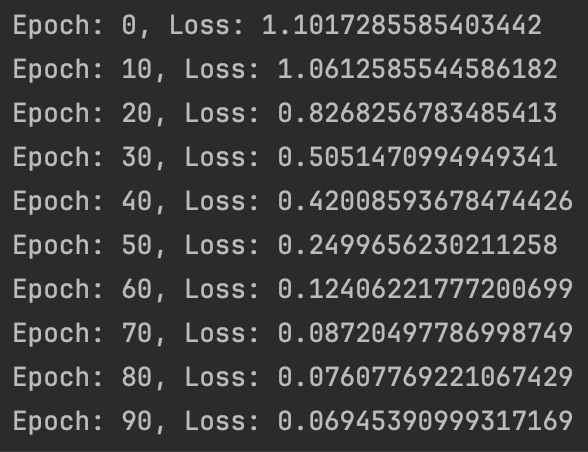 Epoch: 0, Loss: 1.1017285585403442
Epoch: 10, Loss: 1.0612585544586182
Epoch: 20, Loss: 0.8268256783485413
Epoch: 30, Loss: 0.5051470994949341
Epoch: 40, Loss: 0.42008593678474426
Epoch: 50, Loss: 0.2499656230211258
Epoch: 60, Loss: 0.12406221777200699
Epoch: 70, Loss: 0.08720497786998749
Epoch: 80, Loss: 0.07607769221067429
Epoch: 90, Loss: 0.06945390999317169